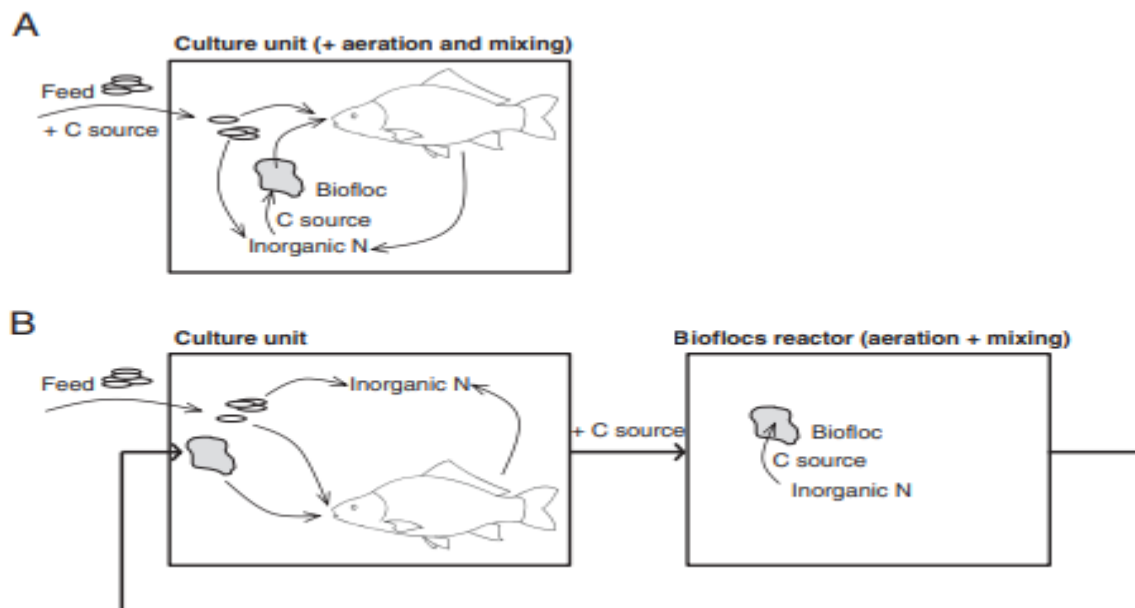 A
Culture unit (+ aeration and mixing)
Feed
+ C source
Biofloc
C source
Inorganic N
B
Culture unit
Bioflocs reactor (aeration + mixing)
Feed
Inorganic N
+ C source
Biofloc
C source
Inorganic N